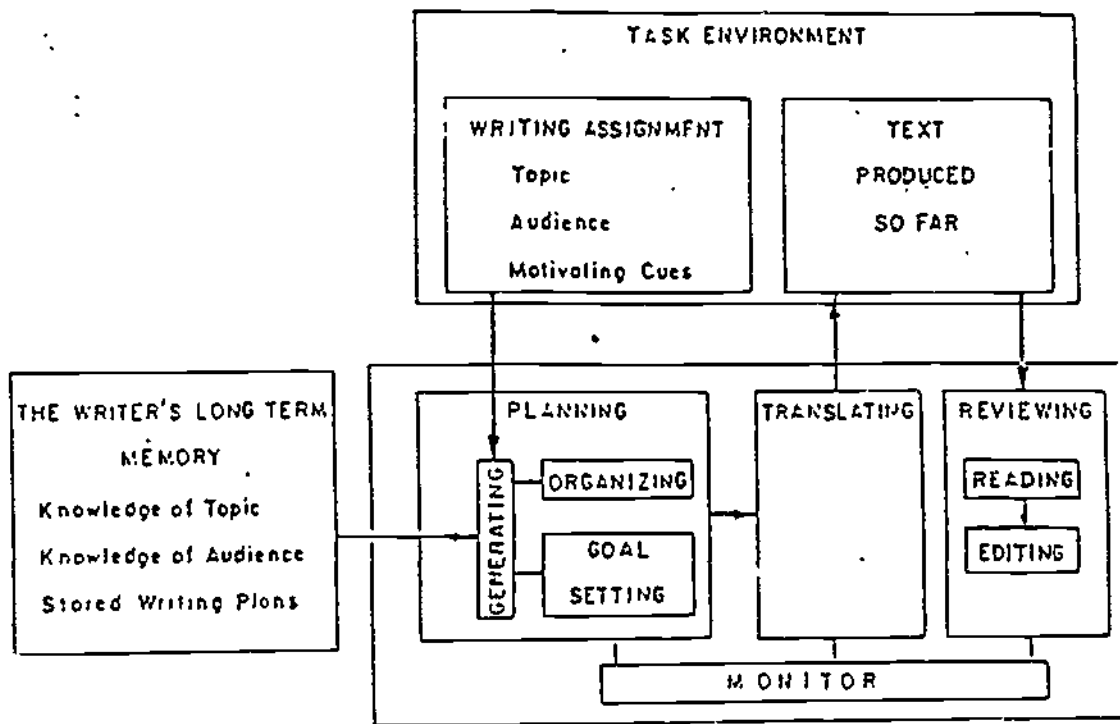 TASK ENVIRONMENT
WRITING ASSIGNMENT
Topic
Audience
Motivating Cues
TEXT
PRODUCED
SO FAR
THE WRITER'S LONG TERM
MEMORY
Knowledge of Topic
Knowledge of Audience
Stored Writing Plans
PLANNING
GENERATING
ORGANIZING
GOAL
SETTING
TRANSLATING
REVIEWING
READING
EDITING
MONITOR